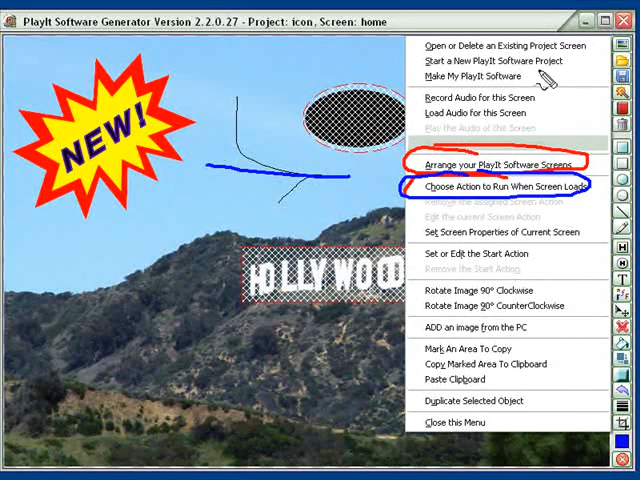 PlayIt Software Generator Version 2.2.0.27 - Project: icon, Screen: home
NEW!
HOLLYWOOD
Open or Delete an Existing Project Screen
Start a New PlayIt Software Project
Make My PlayIt Software
Record Audio for this Screen
Load Audio for this Screen
Play the Audio of this Screen
Arrange your PlayIt Software Screens
Choose Action to Run When Screen Loads
Remove the assigned Screen Action
Edit the current Screen Action
Set Screen Properties of Current Screen
Set or Edit the Start Action
Remove the Start Action
Rotate Image 90° Clockwise
Rotate Image 90° CounterClockwise
ADD an image from the PC
Mark An Area To Copy
Copy Marked Area To Clipboard
Paste Clipboard
Duplicate Selected Object
Close this Menu